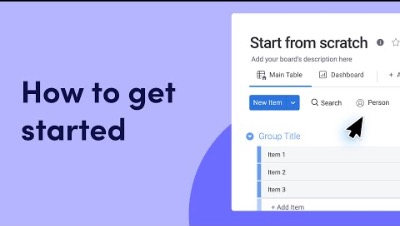 How to get
started
Start from scratch
Add your board's description here
Main Table
Dashboard
+ A
New Item
Search
Person
Group Title
Item 1
Item 2
Item 3
+ Add Item